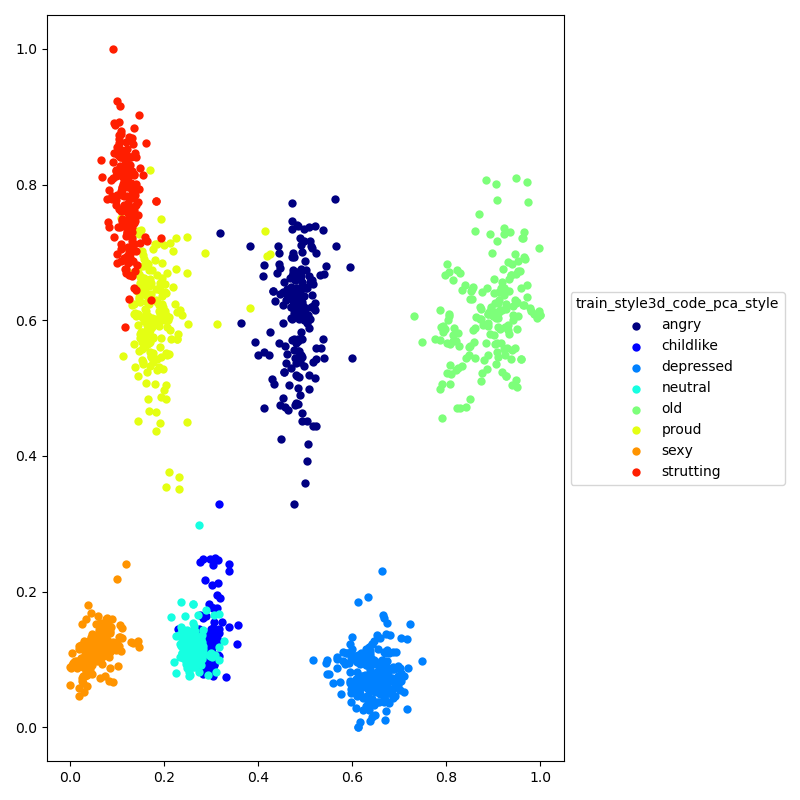 1.0
0.8
0.6
0.4
0.2
0.0
0.0 0.2 0.4 0.6 0.8 1.0
train_style3d_code_pca_style
angry
childlike
depressed
neutral
old
proud
sexy
strutting